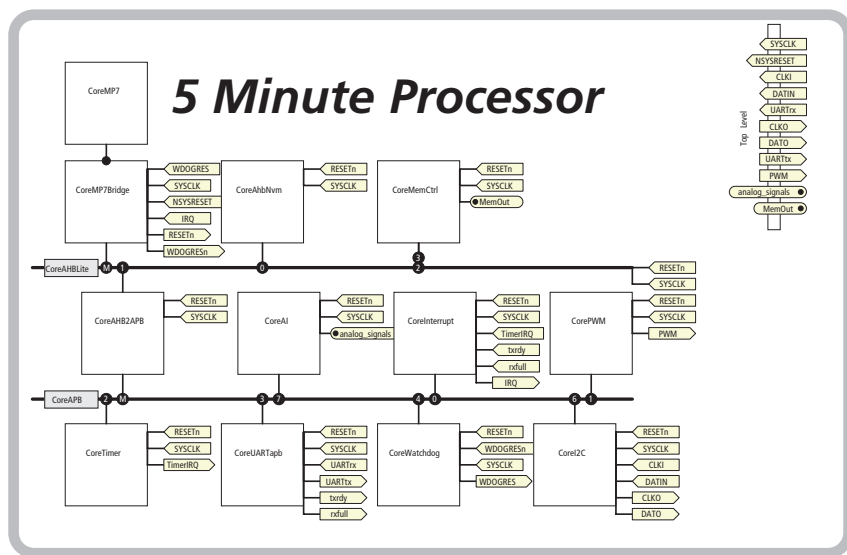 5 Minute Processor
CoreMP7
CoreMP7Bridge
WDOGRES
SYSCLK
NSYSRESET
IRQ
RESETn
WDOGRESn
CoreAhbNvm
RESETn
SYSCLK
CoreMemCtrl
RESETn
SYSCLK
MemOut
Top Level
SYSCLK
NSYSRESET
CLKI
DATIN
UARTrx
CLKO
DATO
UARTtx
PWM
analog_signals
MemOut
CoreAHBLite
M
1
0
3
2
RESETn
SYSCLK
CoreAHB2APB
RESETn
SYSCLK
CoreAI
RESETn
SYSCLK
analog_signals
CoreInterrupt
RESETn
SYSCLK
TimerIRQ
txrdy
rxfull
IRQ
CorePWM
RESETn
SYSCLK
PWM
CoreAPB
2
M
3
7
4
0
6
1
CoreTimer
RESETn
SYSCLK
TimerIRQ
CoreUARTapb
RESETn
SYSCLK
UARTrx
UARTtx
txrdy
rxfull
CoreWatchdog
RESETn
WDOGRESn
SYSCLK
WDOGRES
CoreI2C
RESETn
SYSCLK
CLKI
DATIN
CLKO
DATO